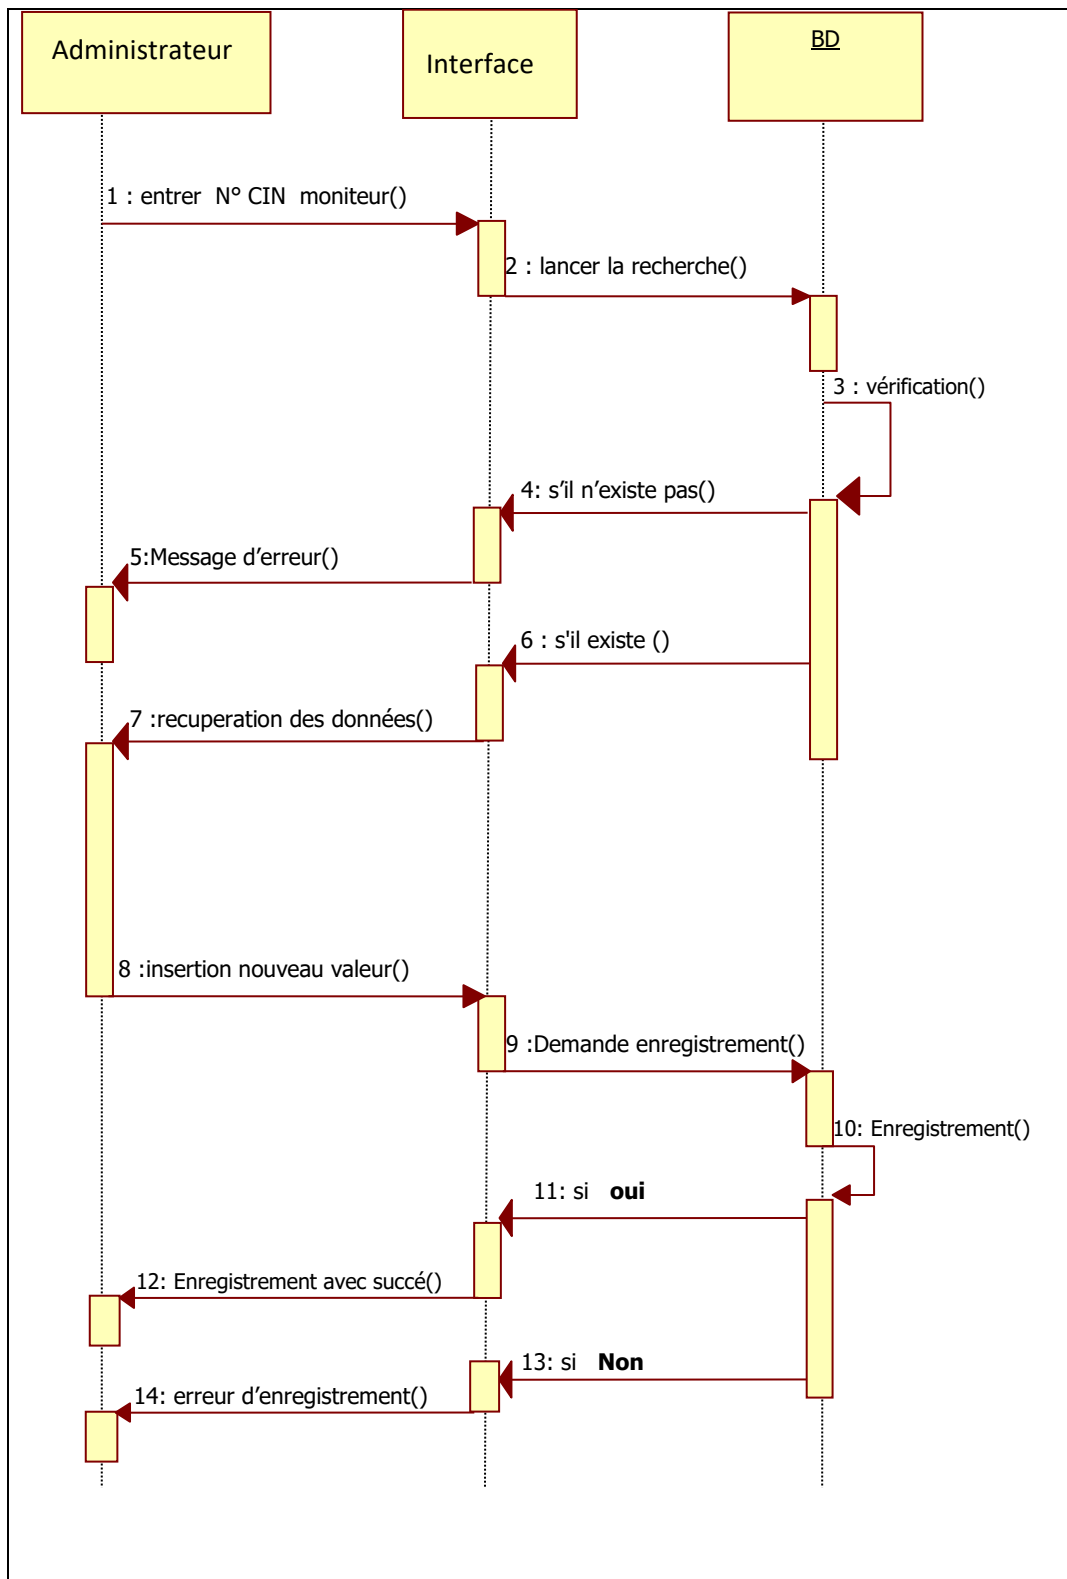 Administrateur
Interface
BD
1 : entrer N° CIN moniteur()
2 : lancer la recherche()
3 : vérification()
4: s’il n’existe pas()
5:Message d’erreur()
6 : s'il existe ()
7 :recuperation des données()
8 :insertion nouveau valeur()
9 :Demande enregistrement()
10: Enregistrement()
11: si oui
12: Enregistrement avec succé()
13: si Non
14: erreur d’enregistrement()